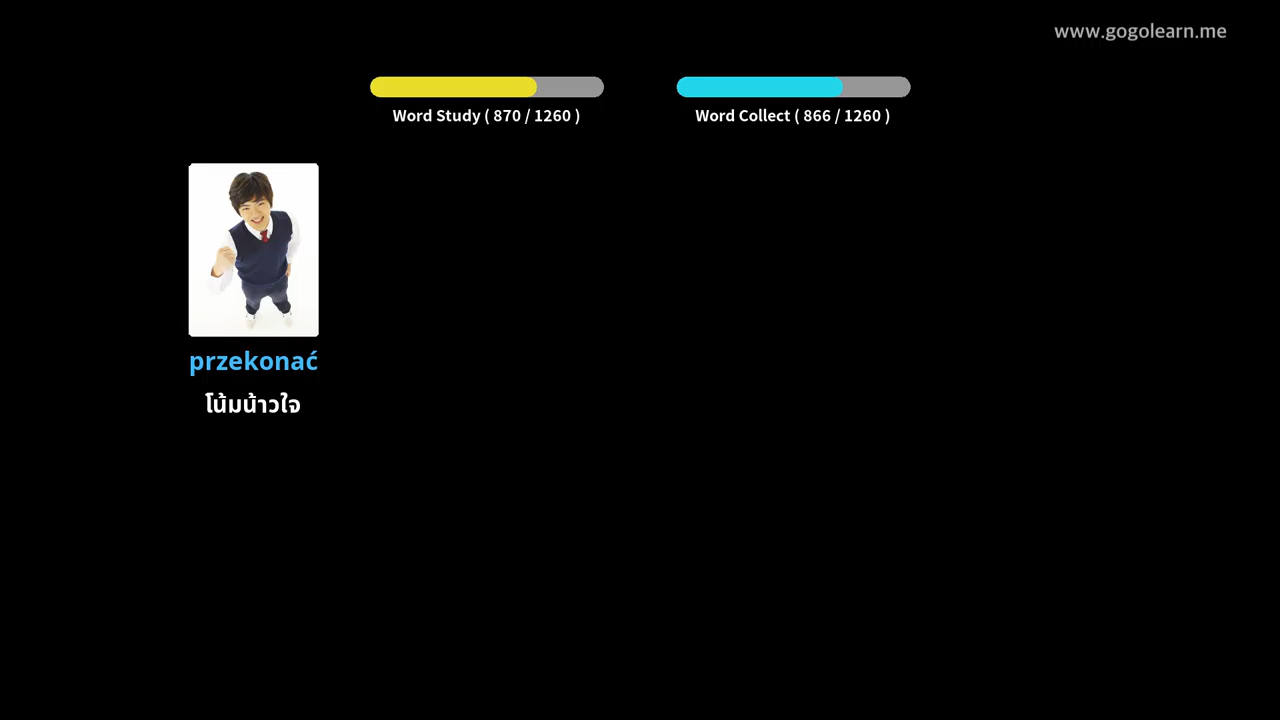 www.gogolearn.me
Word Study ( 870 / 1260 )
Word Collect ( 866 / 1260 )
przekonać
โน้มน้าวใจ